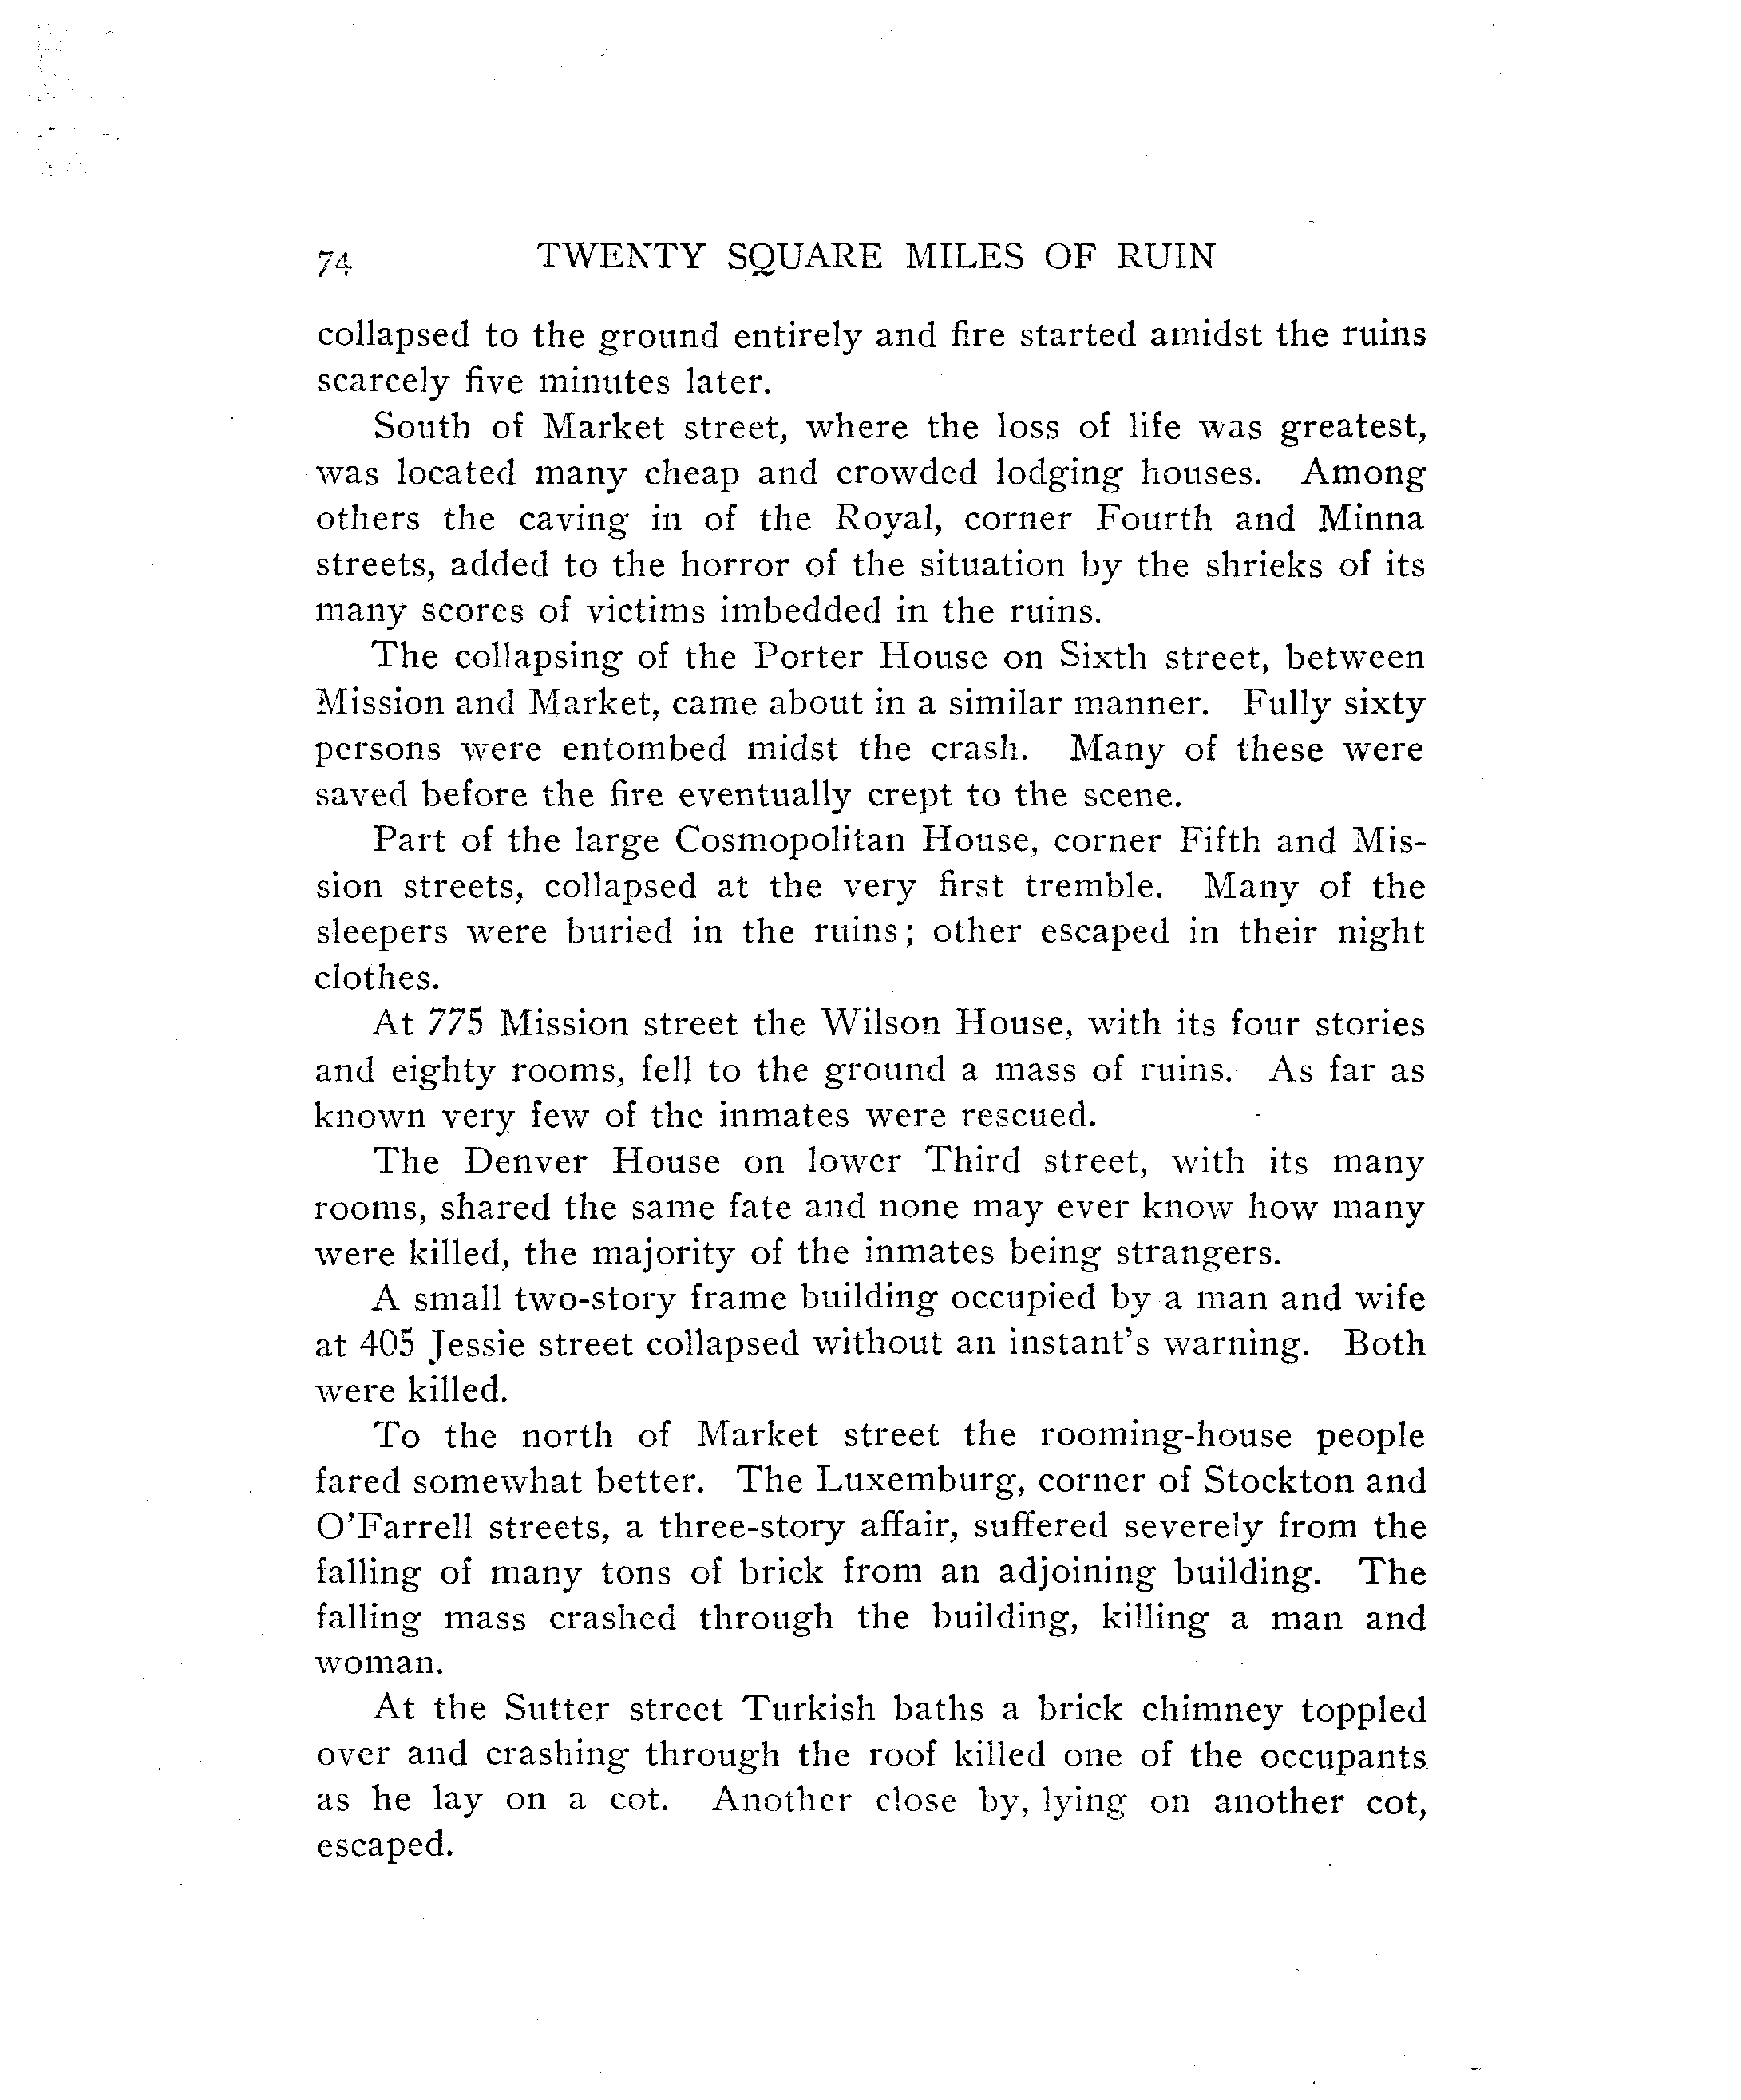 74 TWENTY SQUARE MILES OF RUIN
collapsed to the ground entirely and fire started amidst the ruins
scarcely five minutes later.
South of Market street, where the loss of life was greatest,
was located many cheap and crowded lodging houses. Among
others the caving in of the Royal, corner Fourth and Minna
streets, added to the horror of the situation by the shrieks of its
many scores of victims imbedded in the ruins.
The collapsing of the Porter House on Sixth street, between
Mission and Market, came about in a similar manner. Fully sixty
persons were entombed midst the crash. Many of these were
saved before the fire eventually crept to the scene.
Part of the large Cosmopolitan House, corner Fifth and Mis-
sion streets, collapsed at the very first tremble. Many of the
sleepers were buried in the ruins; other escaped in their night
clothes.
At 775 Mission street the Wilson House, with its four stories
and eighty rooms, fell to the ground a mass of ruins. As far as
known very few of the inmates were rescued.
The Denver House on lower Third street, with its many
rooms, shared the same fate and none may ever know how many
were killed, the majority of the inmates being strangers.
A small two-story frame building occupied by a man and wife
at 405 Jessie street collapsed without an instant's warning. Both
were killed.
To the north of Market street the rooming-house people
fared somewhat better. The Luxemburg, corner of Stockton and
O'Farrell streets, a three-story affair, suffered severely from the
falling of many tons of brick from an adjoining building. The
falling mass crashed through the building, killing a man and
woman.
At the Sutter street Turkish baths a brick chimney toppled
over and crashing through the roof killed one of the occupants
as he lay on a cot. Another close by, lying on another cot,
escaped.